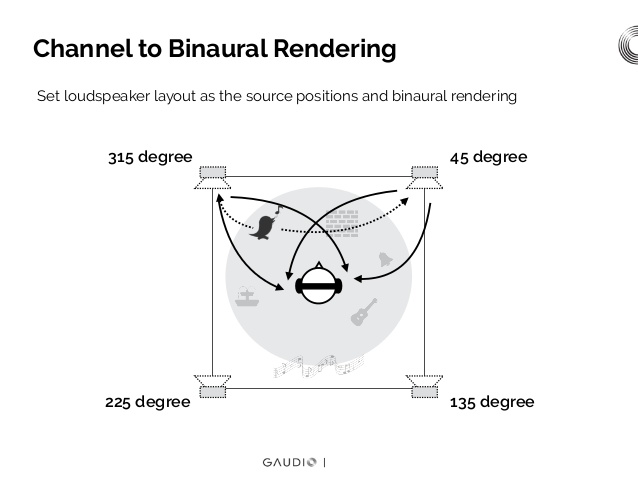 Channel to Binaural Rendering
Set loudspeaker layout as the source positions and binaural rendering
315 degree
45 degree
225 degree
135 degree
GAUDIO |